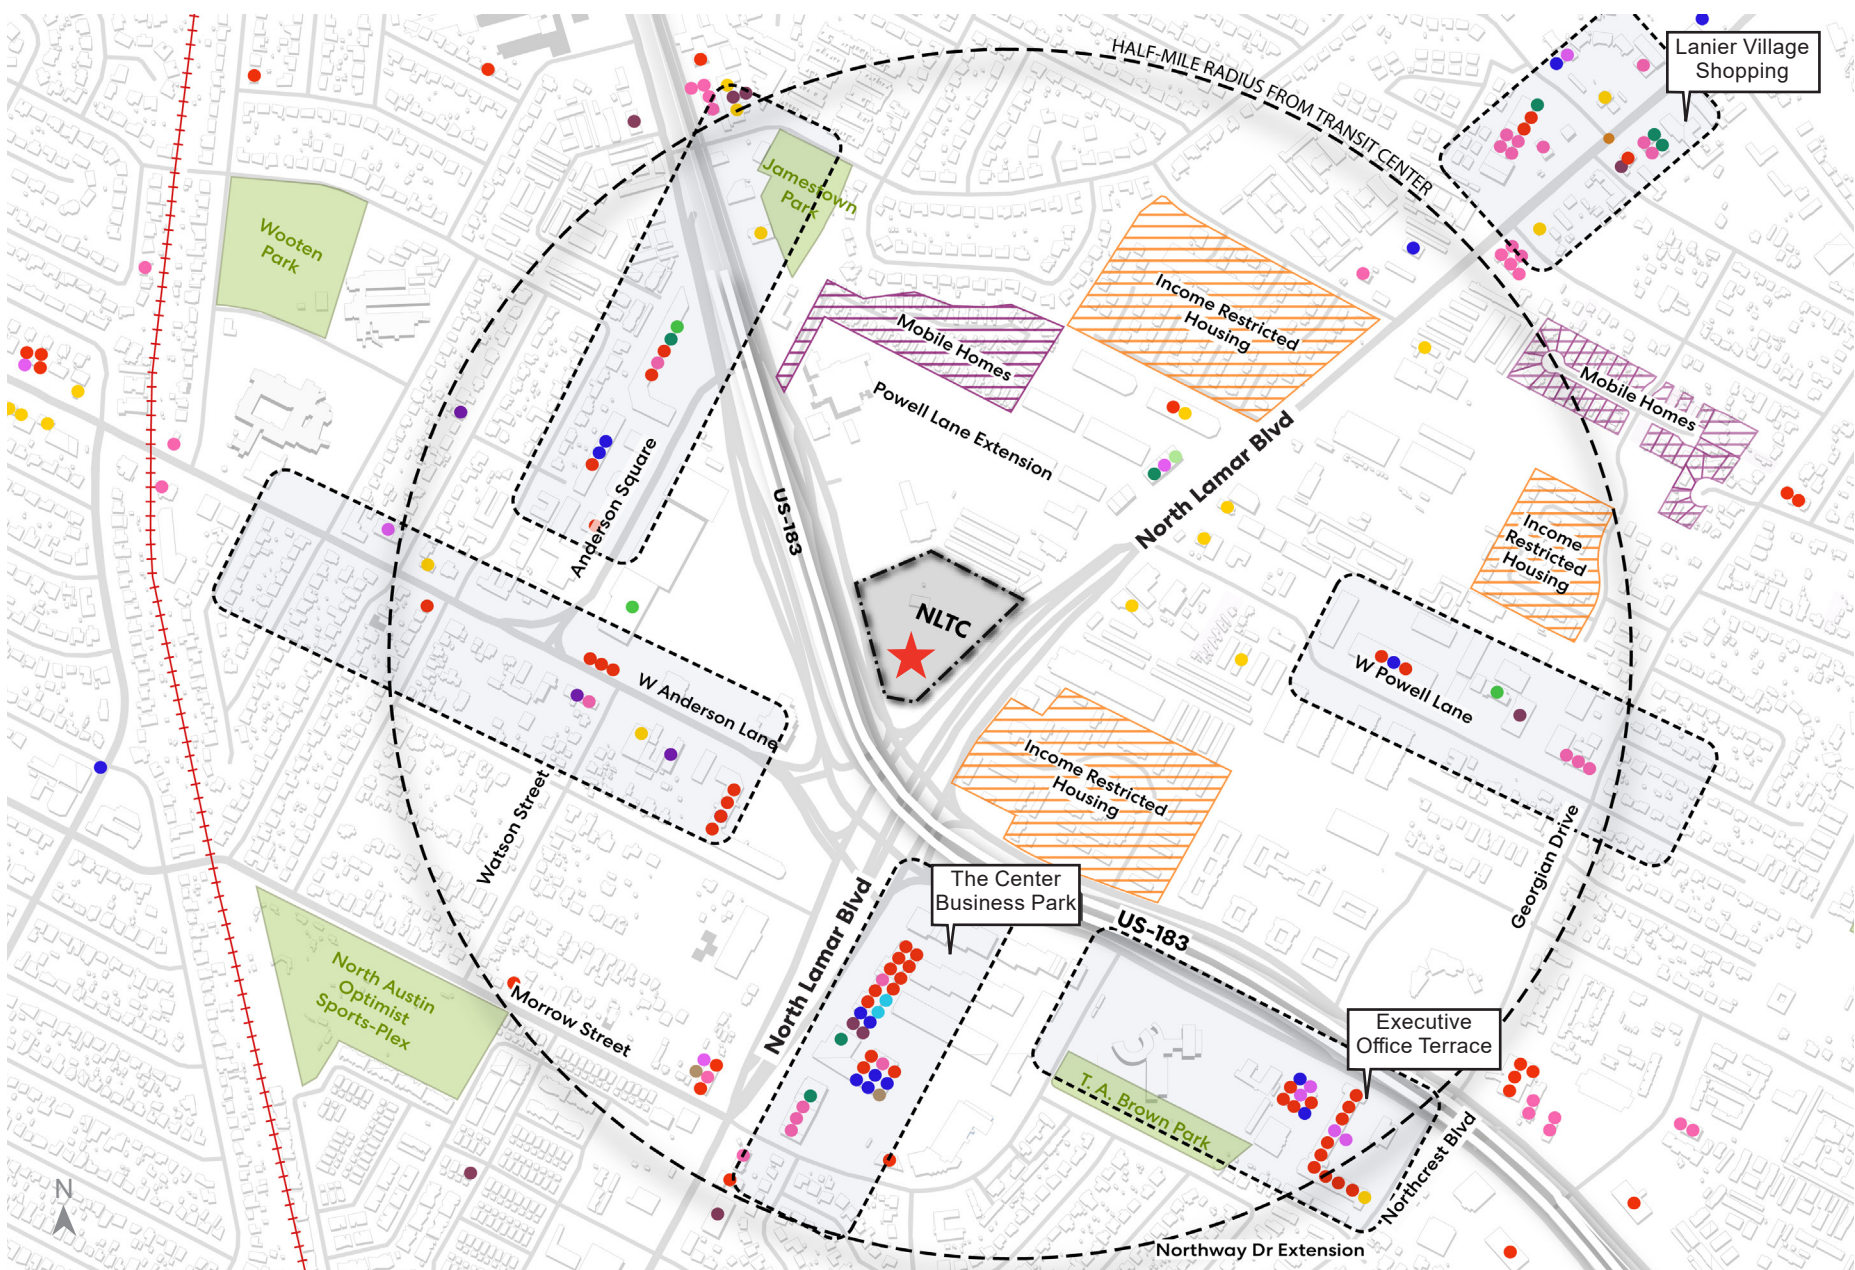 HALF-MILE RADIUS FROM TRANSIT CENTER
Lanier Village
Shopping
Jamestown
Park
Wooten
Park
Mobile Homes
Income Restricted
Housing
Mobile Homes
Powell Lane Extension
North Lamar Blvd
Anderson Square
US-183
Income
Restricted
Housing
NLTC
W Anderson Lane
W Powell Lane
Income Restricted
Housing
Watson Street
Georgian Drive
The Center
Business Park
US-183
North Lamar Blvd
North Austin
Optimist
Sports-Plex
Morrow Street
Executive
Office Terrace
T. A. Brown Park
Northcrest Blvd
N
Northway Dr Extension